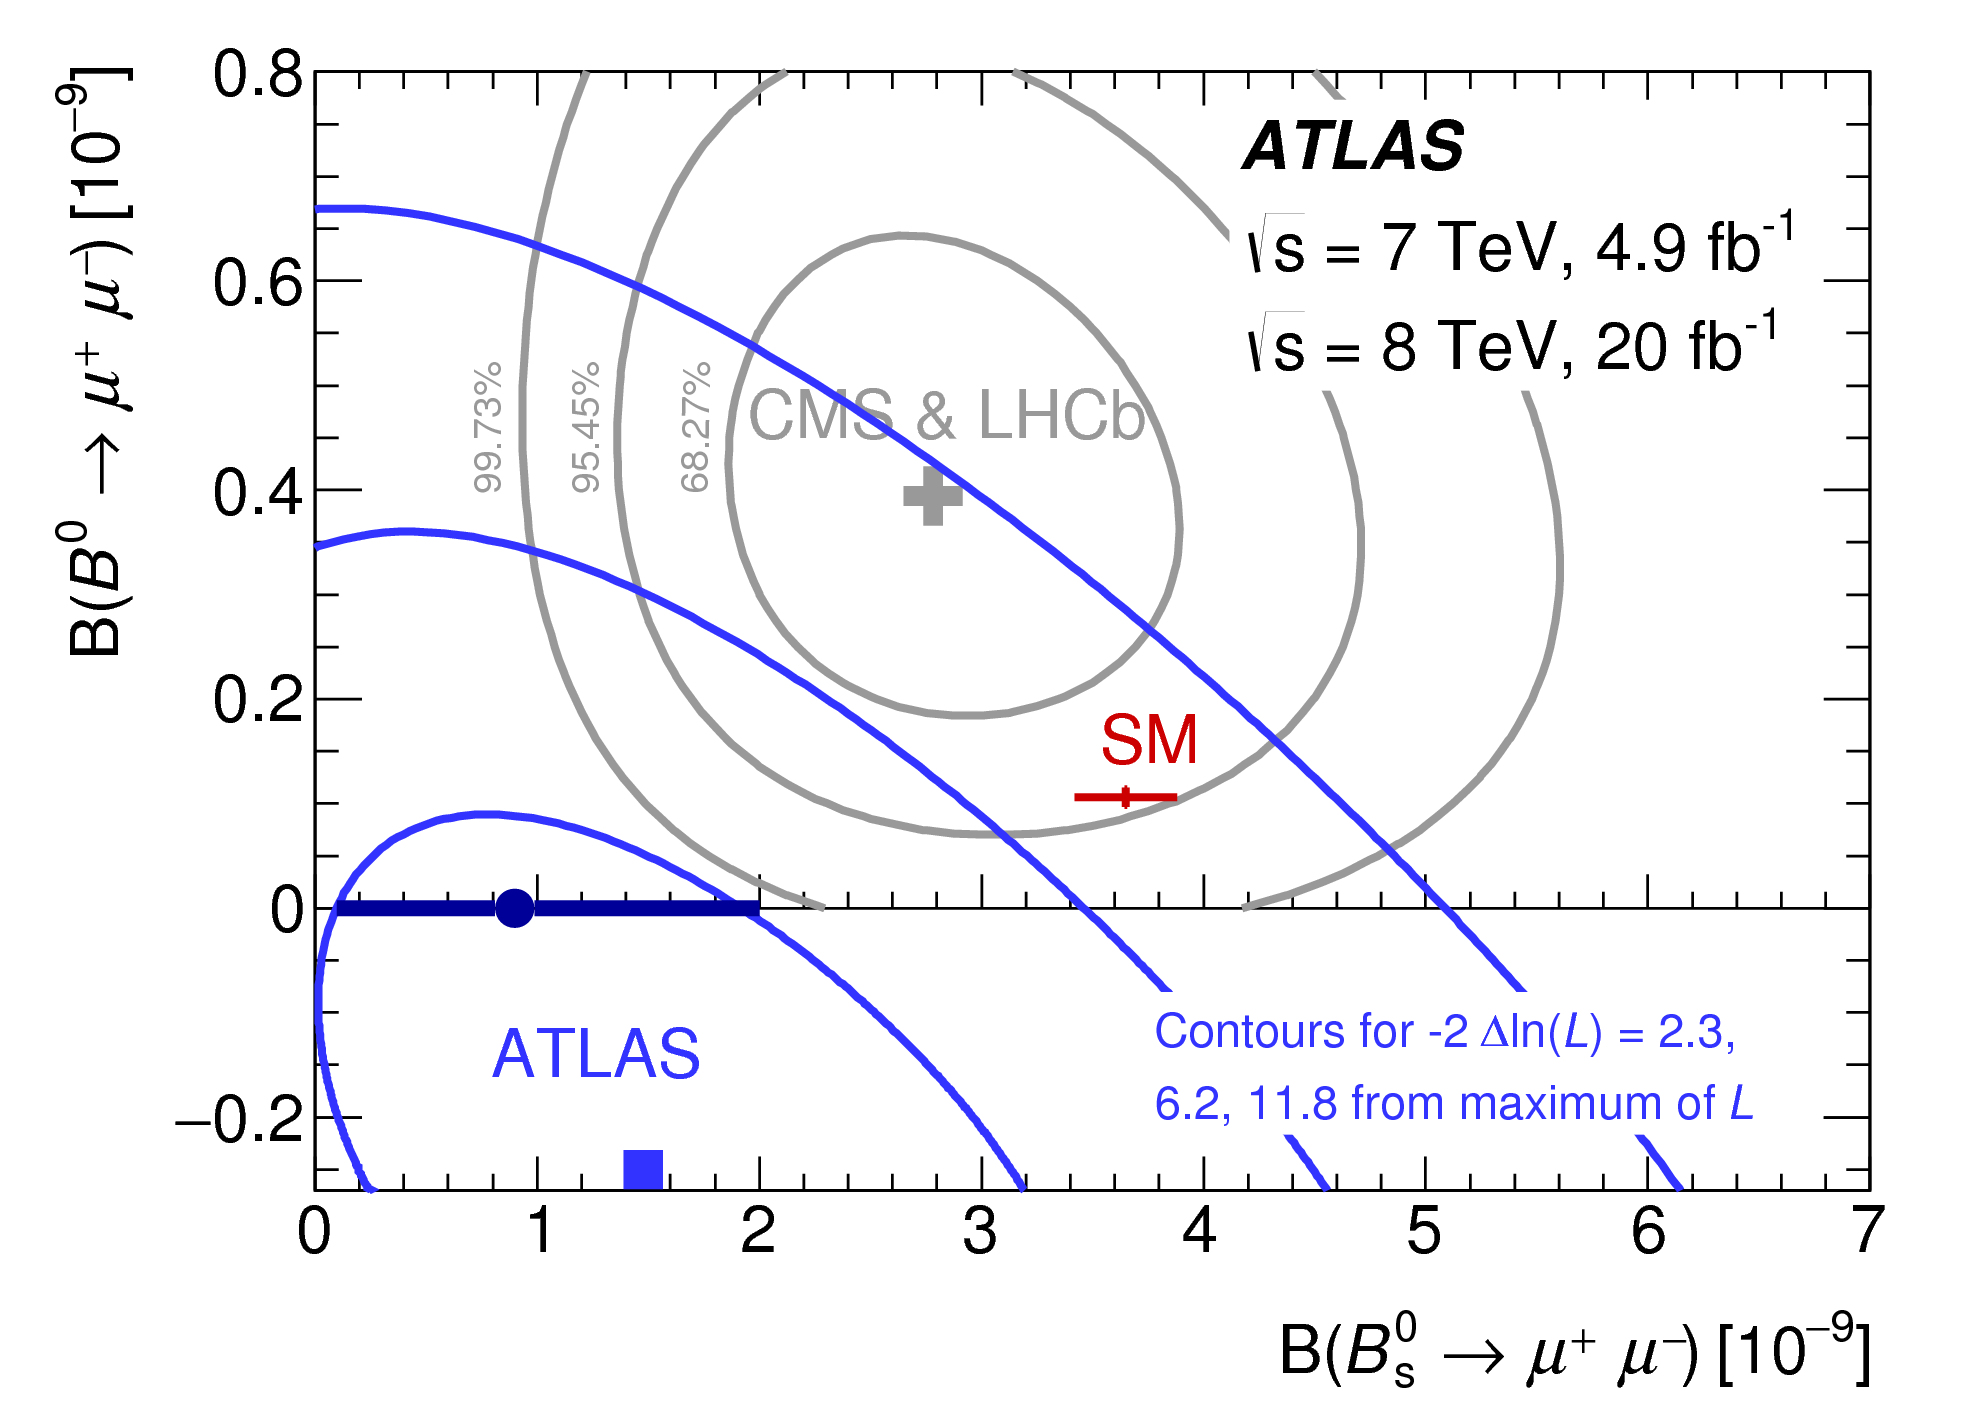 B(B⁰ → μ⁺ μ⁻) [10⁻⁹]
0.8
0.6
0.4
0.2
0
−0.2
ATLAS
√s = 7 TeV, 4.9 fb⁻¹
√s = 8 TeV, 20 fb⁻¹
99.73%
95.45%
68.27%
CMS & LHCb
SM
ATLAS
Contours for -2 Δln(L) = 2.3,
6.2, 11.8 from maximum of L
0 1 2 3 4 5 6 7
B(B⁰ₛ → μ⁺ μ⁻) [10⁻⁹]